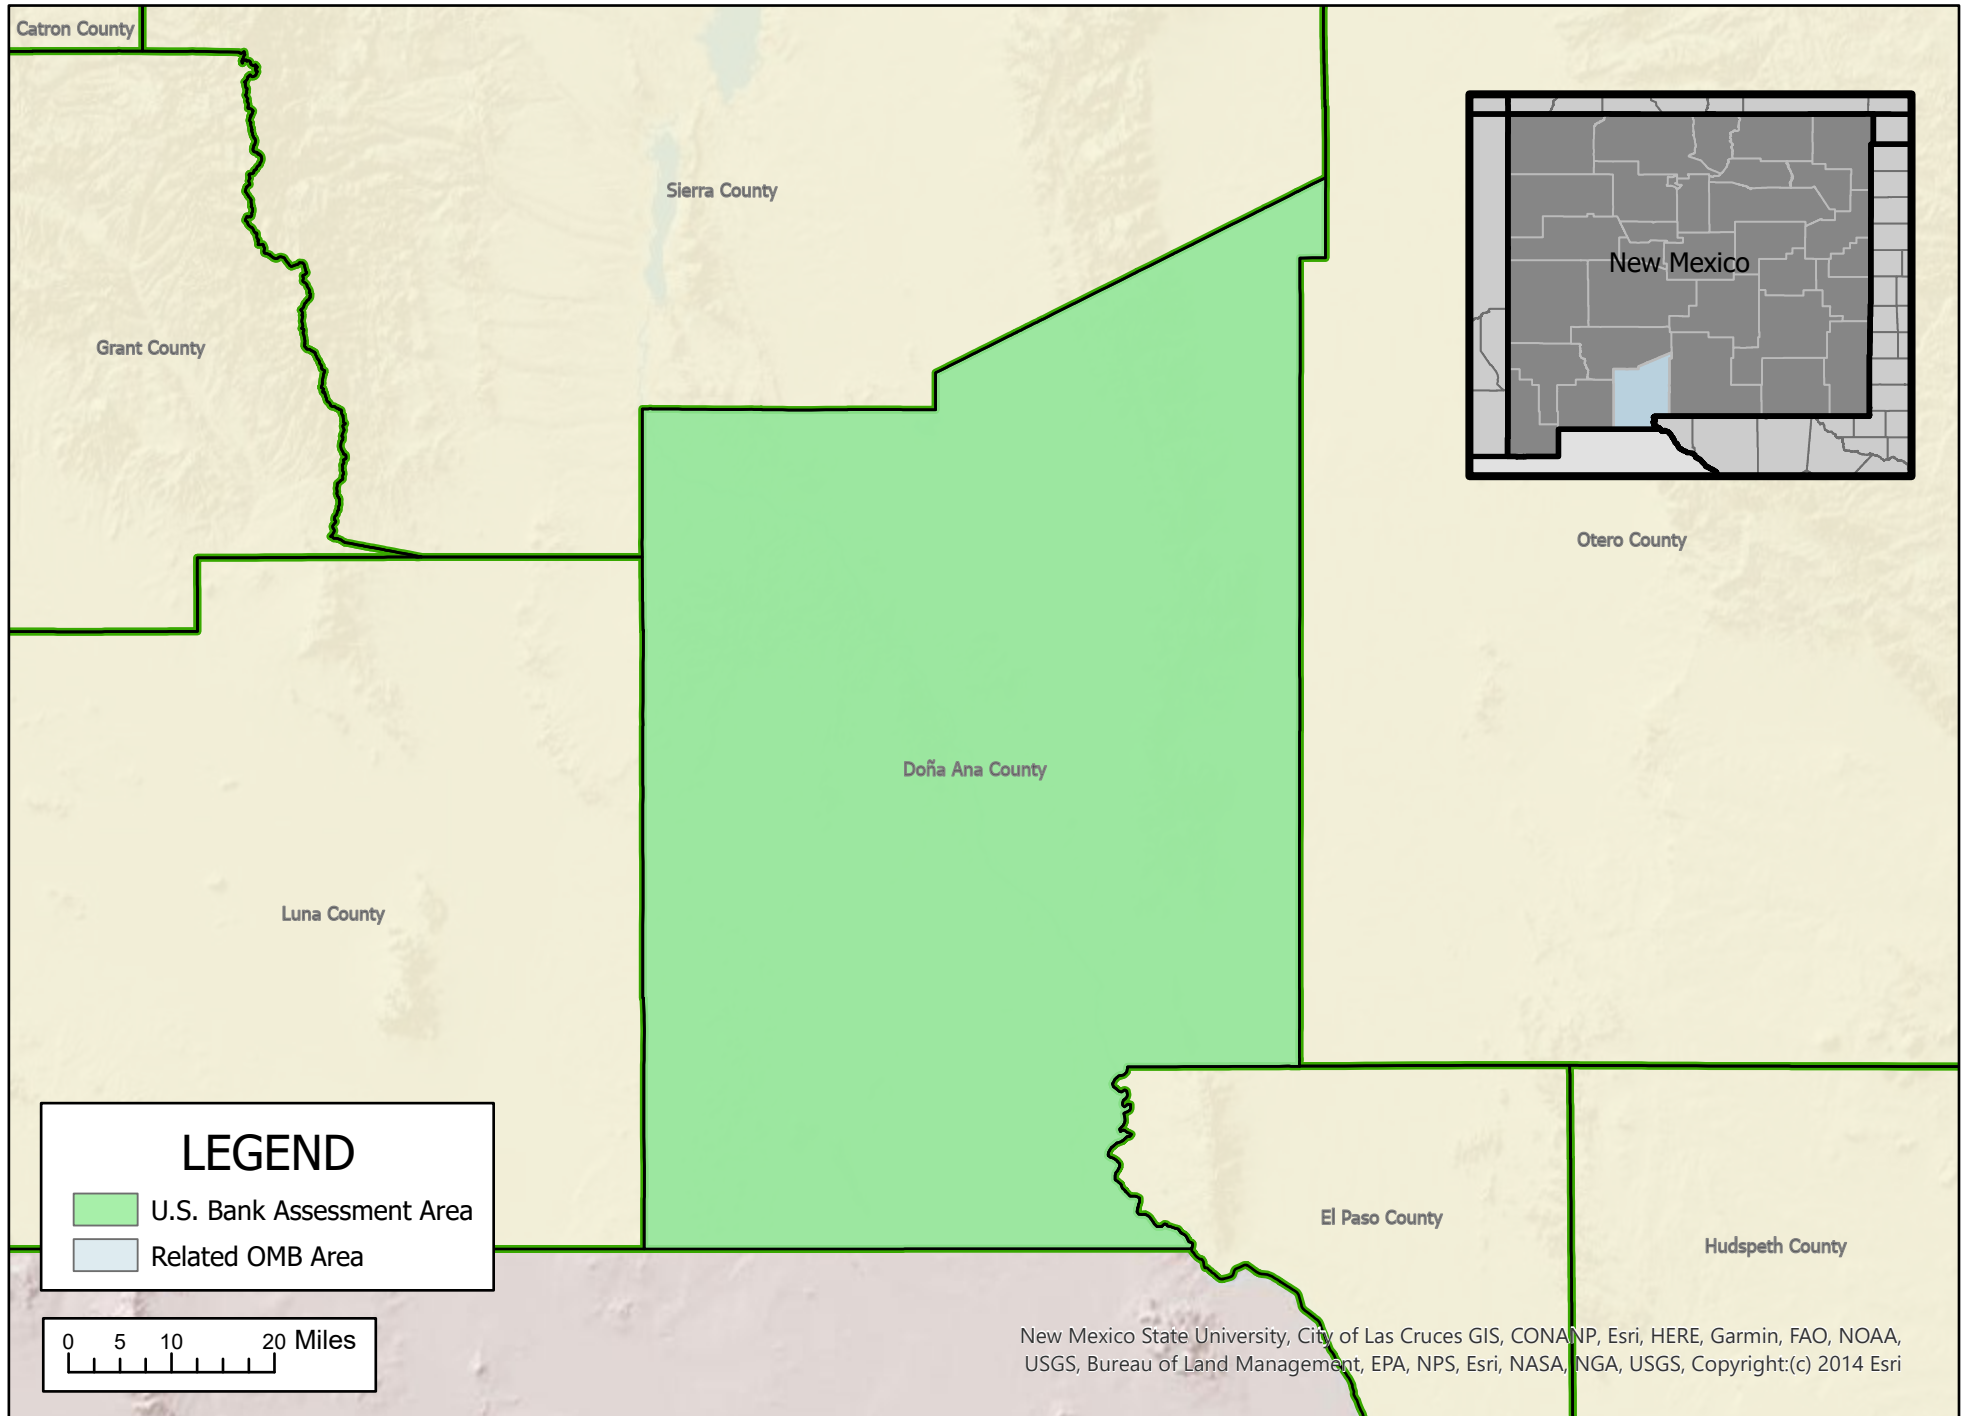 Catron County
Sierra County
New Mexico
Grant County
Otero County
Doña Ana County
Luna County
LEGEND
U.S. Bank Assessment Area
Related OMB Area
El Paso County
Hudspeth County
0 5 10 20 Miles
New Mexico State University, City of Las Cruces GIS, CONANP, Esri, HERE, Garmin, FAO, NOAA,
USGS, Bureau of Land Management, EPA, NPS, Esri, NASA, NGA, USGS, Copyright:(c) 2014 Esri